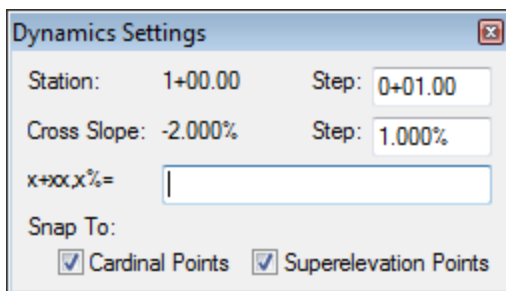 Dynamics Settings
Station: 1+00.00 Step: 0+01.00
Cross Slope: -2.000% Step: 1.000%
x+xx,x%=
Snap To:
Cardinal Points Superelevation Points